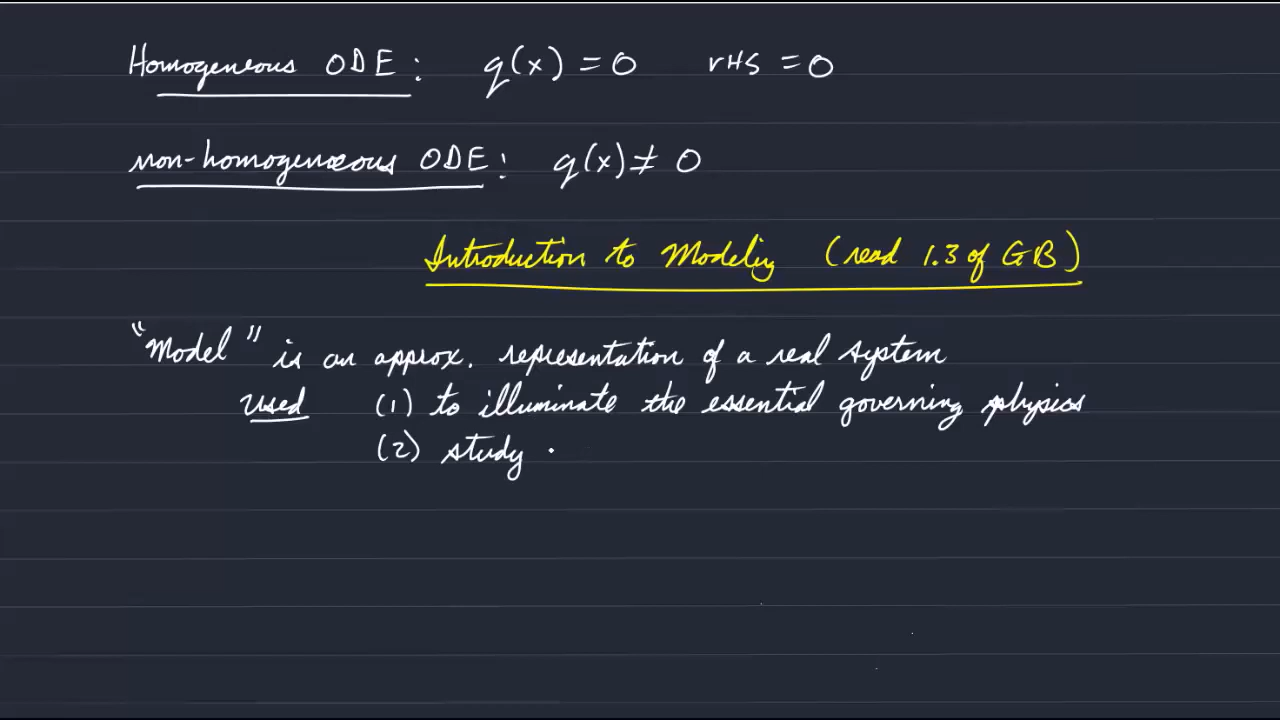 Homogeneous ODE: q(x) = 0 rHS = 0
non-homogeneous ODE: q(x) ≠ 0
Introduction to Modeling (read 1.3 of GB)
"Model" is an approx. representation of a real system
Used (1) to illuminate the essential governing physics
(2) study